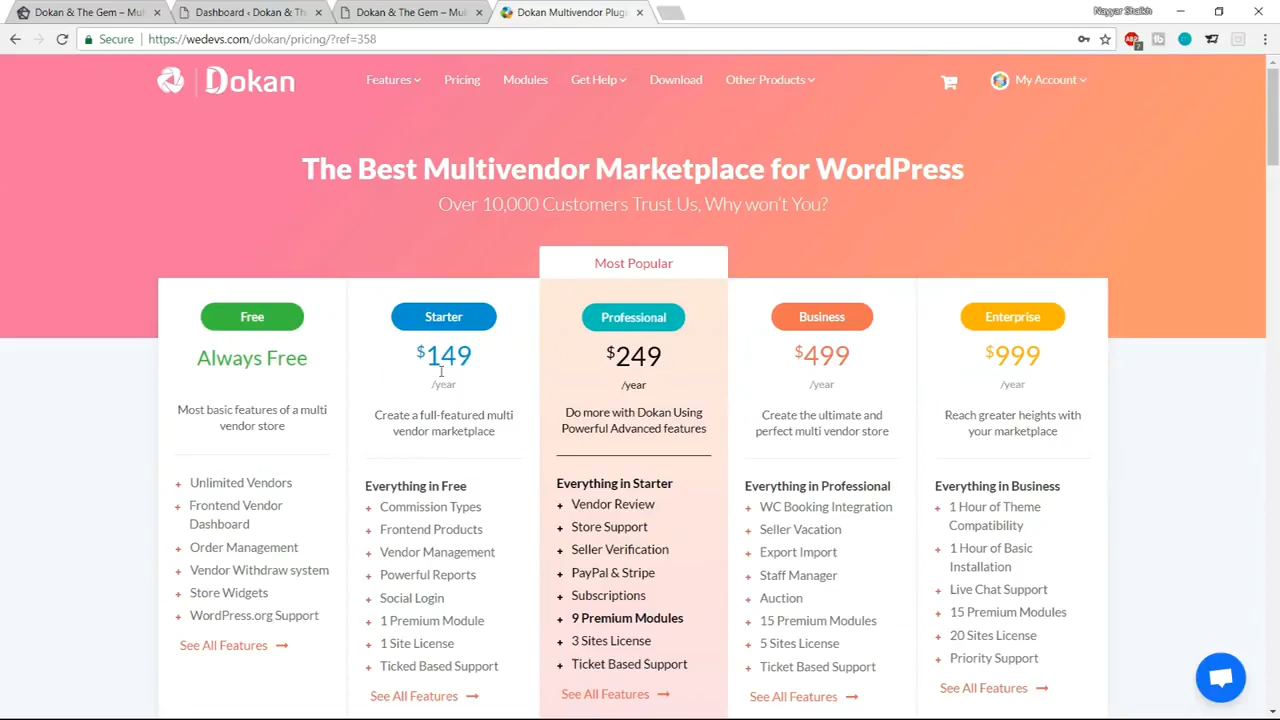 Dokan & The Gem – Mul
Dashboard ‹ Dokan & Th
Dokan & The Gem – Mul
Dokan Multivendor Plugi
Nayyar Shaikh
Secure
https://wedevs.com/dokan/pricing/?ref=358
Dokan
Features
Pricing
Modules
Get Help
Download
Other Products
My Account
The Best Multivendor Marketplace for WordPress
Over 10,000 Customers Trust Us, Why won't You?
Most Popular
Free
Always Free
Most basic features of a multi
vendor store
+ Unlimited Vendors
+ Frontend Vendor
Dashboard
+ Order Management
+ Vendor Withdraw system
+ Store Widgets
+ WordPress.org Support
See All Features →
Starter
$149
/year
Create a full-featured multi
vendor marketplace
Everything in Free
+ Commission Types
+ Frontend Products
+ Vendor Management
+ Powerful Reports
+ Social Login
+ 1 Premium Module
+ 1 Site License
+ Ticked Based Support
See All Features →
Professional
$249
/year
Do more with Dokan Using
Powerful Advanced features
Everything in Starter
+ Vendor Review
+ Store Support
+ Seller Verification
+ PayPal & Stripe
+ Subscriptions
+ 9 Premium Modules
+ 3 Sites License
+ Ticket Based Support
See All Features →
Business
$499
/year
Create the ultimate and
perfect multi vendor store
Everything in Professional
+ WC Booking Integration
+ Seller Vacation
+ Export Import
+ Staff Manager
+ Auction
+ 15 Premium Modules
+ 5 Sites License
+ Ticket Based Support
See All Features →
Enterprise
$999
/year
Reach greater heights with
your marketplace
Everything in Business
+ 1 Hour of Theme
Compatibility
+ 1 Hour of Basic
Installation
+ Live Chat Support
+ 15 Premium Modules
+ 20 Sites License
+ Priority Support
See All Features →